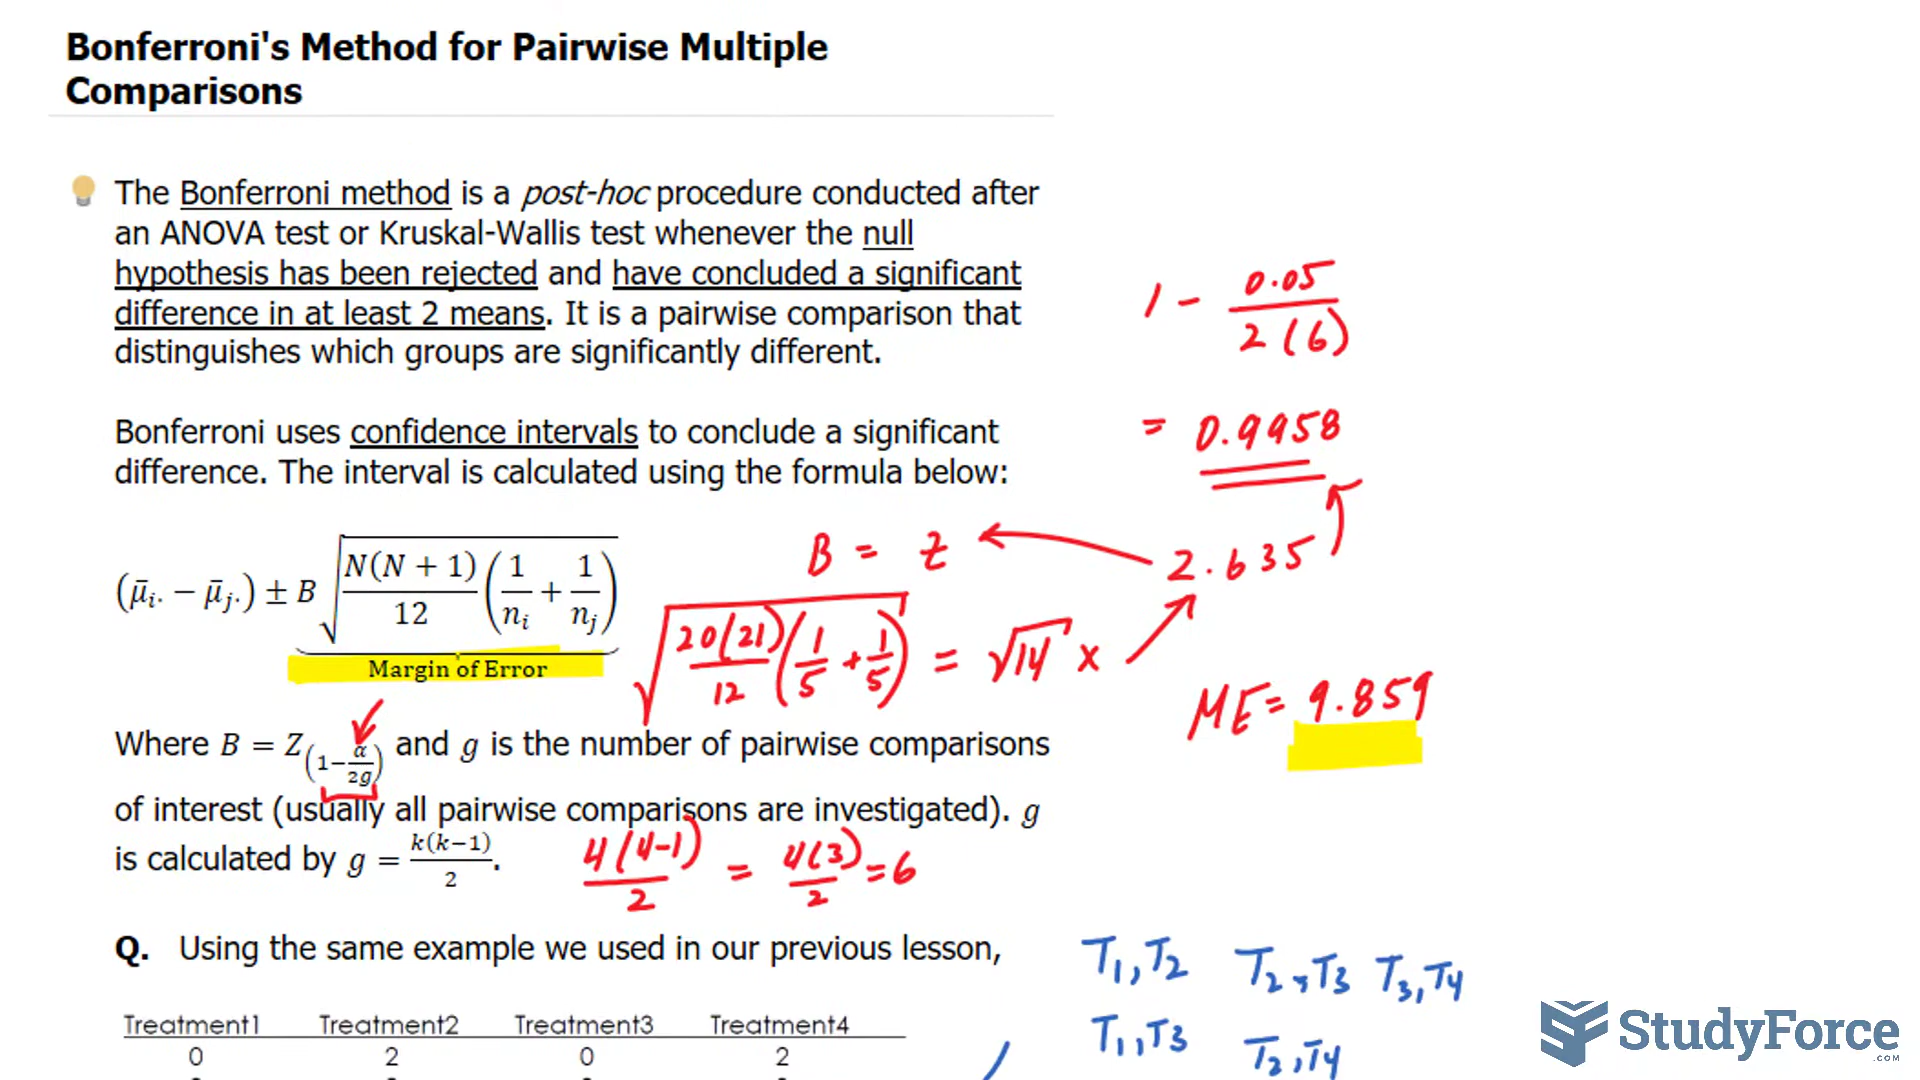 Bonferroni's Method for Pairwise Multiple
Comparisons
The Bonferroni method is a post-hoc procedure conducted after
an ANOVA test or Kruskal-Wallis test whenever the null
hypothesis has been rejected and have concluded a significant
difference in at least 2 means. It is a pairwise comparison that
distinguishes which groups are significantly different.
1 - 0.05 / 2(6)
= 0.9958
Bonferroni uses confidence intervals to conclude a significant
difference. The interval is calculated using the formula below:
B = Z
2.635
(μ̄i· − μ̄j·) ± B √(N(N + 1)/12 (1/ni + 1/nj))
Margin of Error
√(20(21)/12 (1/5 + 1/5)) = √14 x
ME = 9.859
Where B = Z(1−α/2g) and g is the number of pairwise comparisons
of interest (usually all pairwise comparisons are investigated). g
is calculated by g = k(k−1)/2.
4(4-1)/2 = 4(3)/2 = 6
Q. Using the same example we used in our previous lesson,
T1,T2 T2,T3 T3,T4
T1,T3 T2,T4
Treatment1 Treatment2 Treatment3 Treatment4
0 2 0 2
StudyForce
.COM